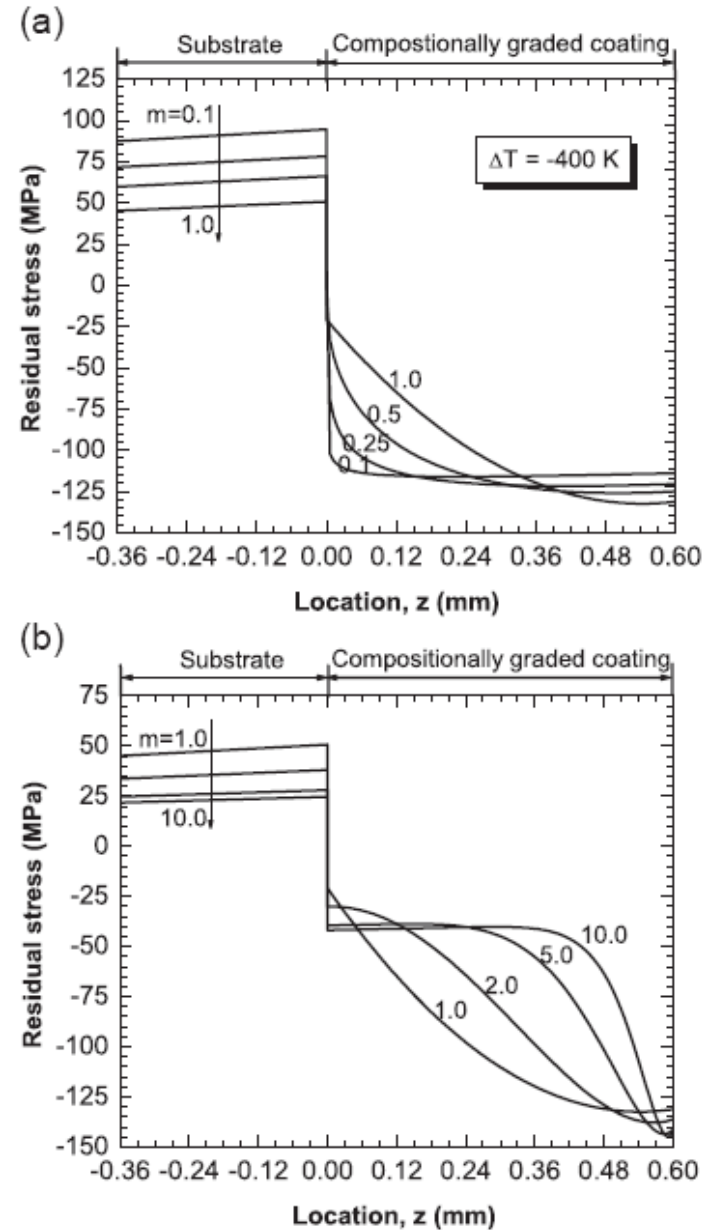 (a)
Substrate Compostionally graded coating
125
100
75
50
25
0
-25
-50
-75
-100
-125
-150
m=0.1
1.0
ΔT = -400 K
1.0
0.5
0.25
0.1
Residual stress (MPa)
-0.36 -0.24 -0.12 0.00 0.12 0.24 0.36 0.48 0.60
Location, z (mm)
(b)
Substrate Compositionally graded coating
75
50
25
0
-25
-50
-75
-100
-125
-150
m=1.0
10.0
10.0
5.0
2.0
1.0
Residual stress (MPa)
-0.36 -0.24 -0.12 0.00 0.12 0.24 0.36 0.48 0.60
Location, z (mm)